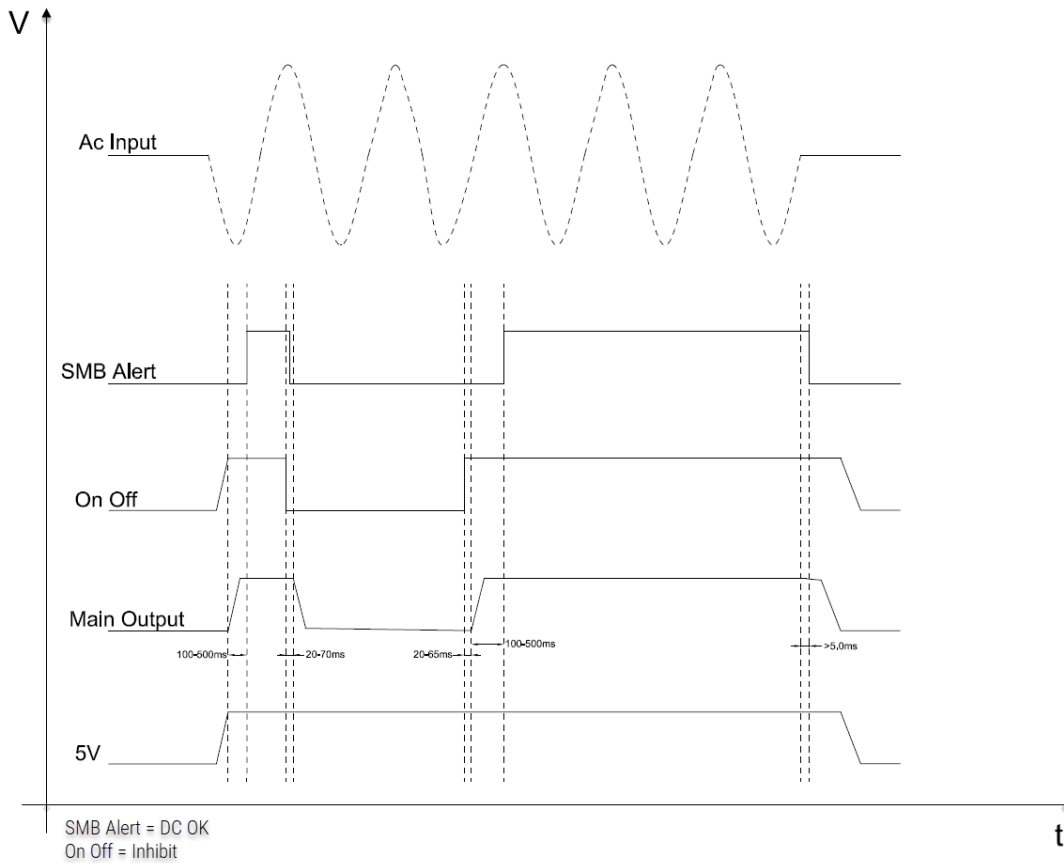 V
Ac Input
SMB Alert
On Off
Main Output
100-500ms
20-70ms
20-65ms
100-500ms
>5,0ms
5V
t
SMB Alert = DC OK
On Off = Inhibit